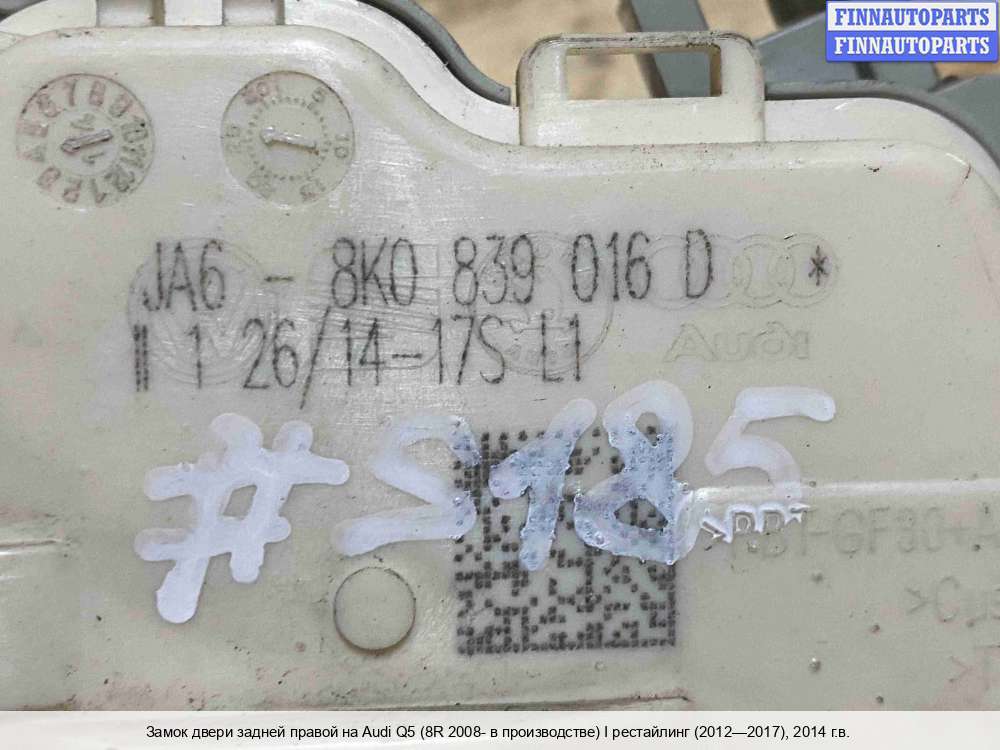 FINNAUTOPARTS
FINNAUTOPARTS
JA6 - 8K0 839 016 D *
1 26/14-17S L1
AUDI
#S185
Замок двери задней правой на Audi Q5 (8R 2008- в производстве) I рестайлинг (2012—2017), 2014 г.в.